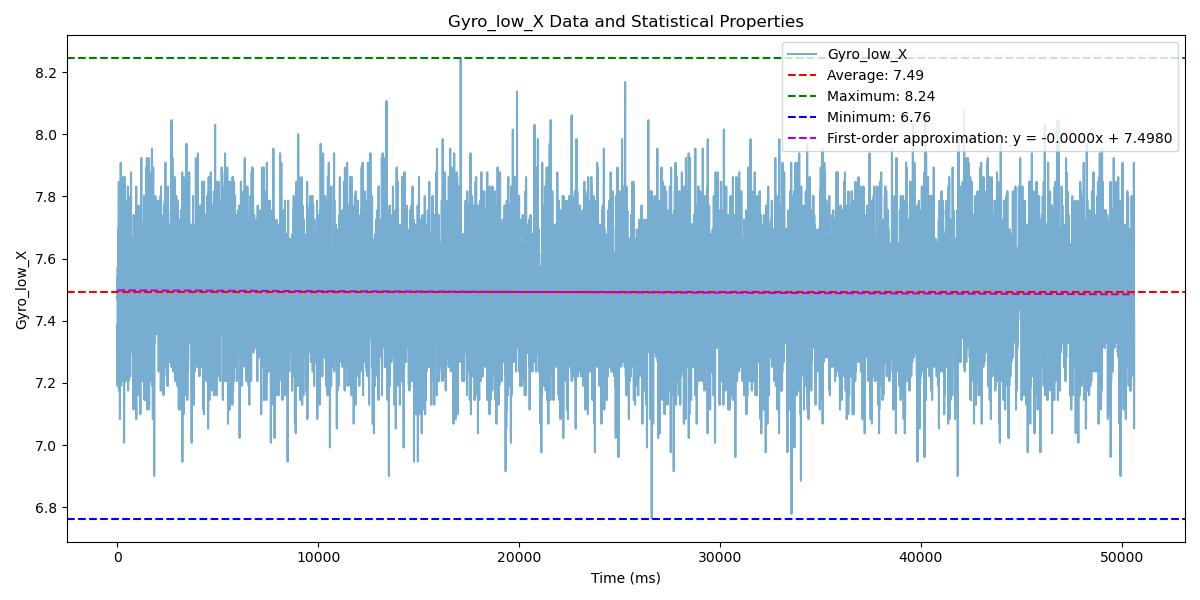 Gyro_low_X Data and Statistical Properties
Gyro_low_X
Average: 7.49
Maximum: 8.24
Minimum: 6.76
First-order approximation: y = -0.0000x + 7.4980
Gyro_low_X
8.2
8.0
7.8
7.6
7.4
7.2
7.0
6.8
0 10000 20000 30000 40000 50000
Time (ms)